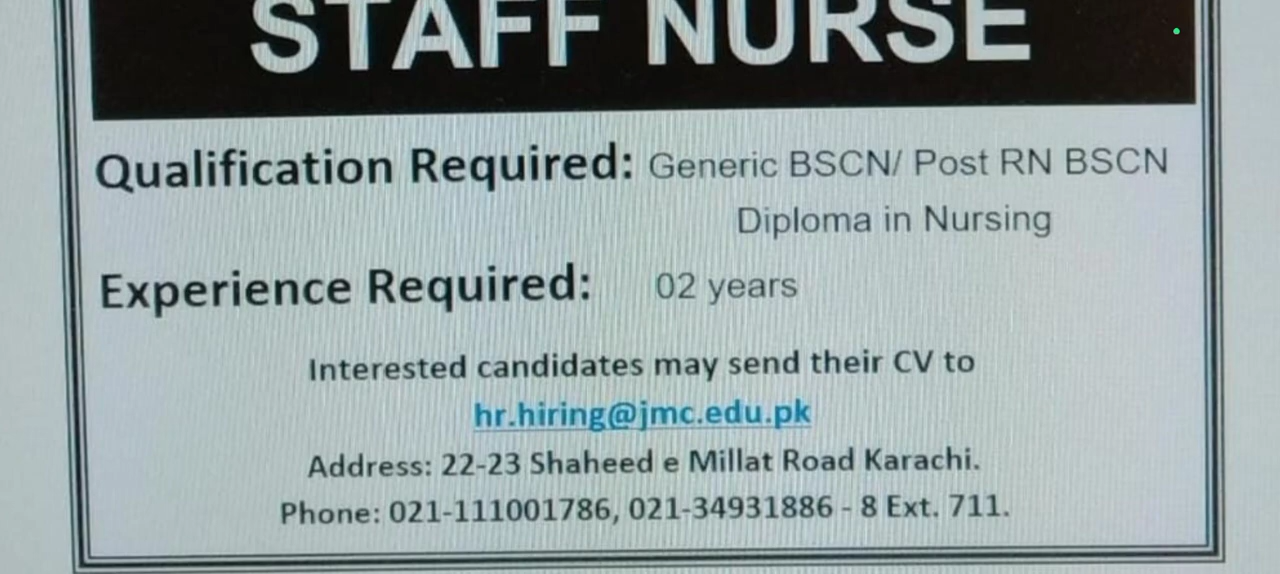 STAFF NURSE
Qualification Required: Generic BSCN/ Post RN BSCN
Diploma in Nursing
Experience Required: 02 years
Interested candidates may send their CV to
hr.hiring@jmc.edu.pk
Address: 22-23 Shaheed e Millat Road Karachi.
Phone: 021-111001786, 021-34931886 - 8 Ext. 711.